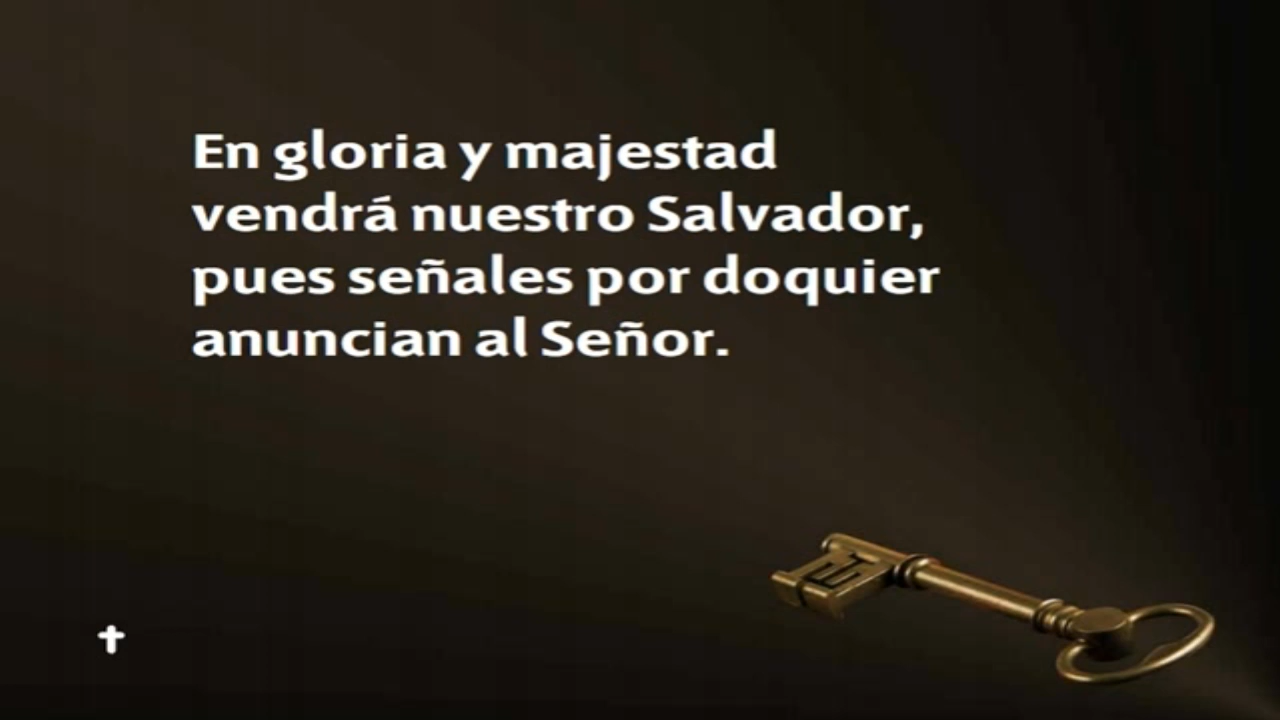 En gloria y majestad
vendrá nuestro Salvador,
pues señales por doquier
anuncian al Señor.